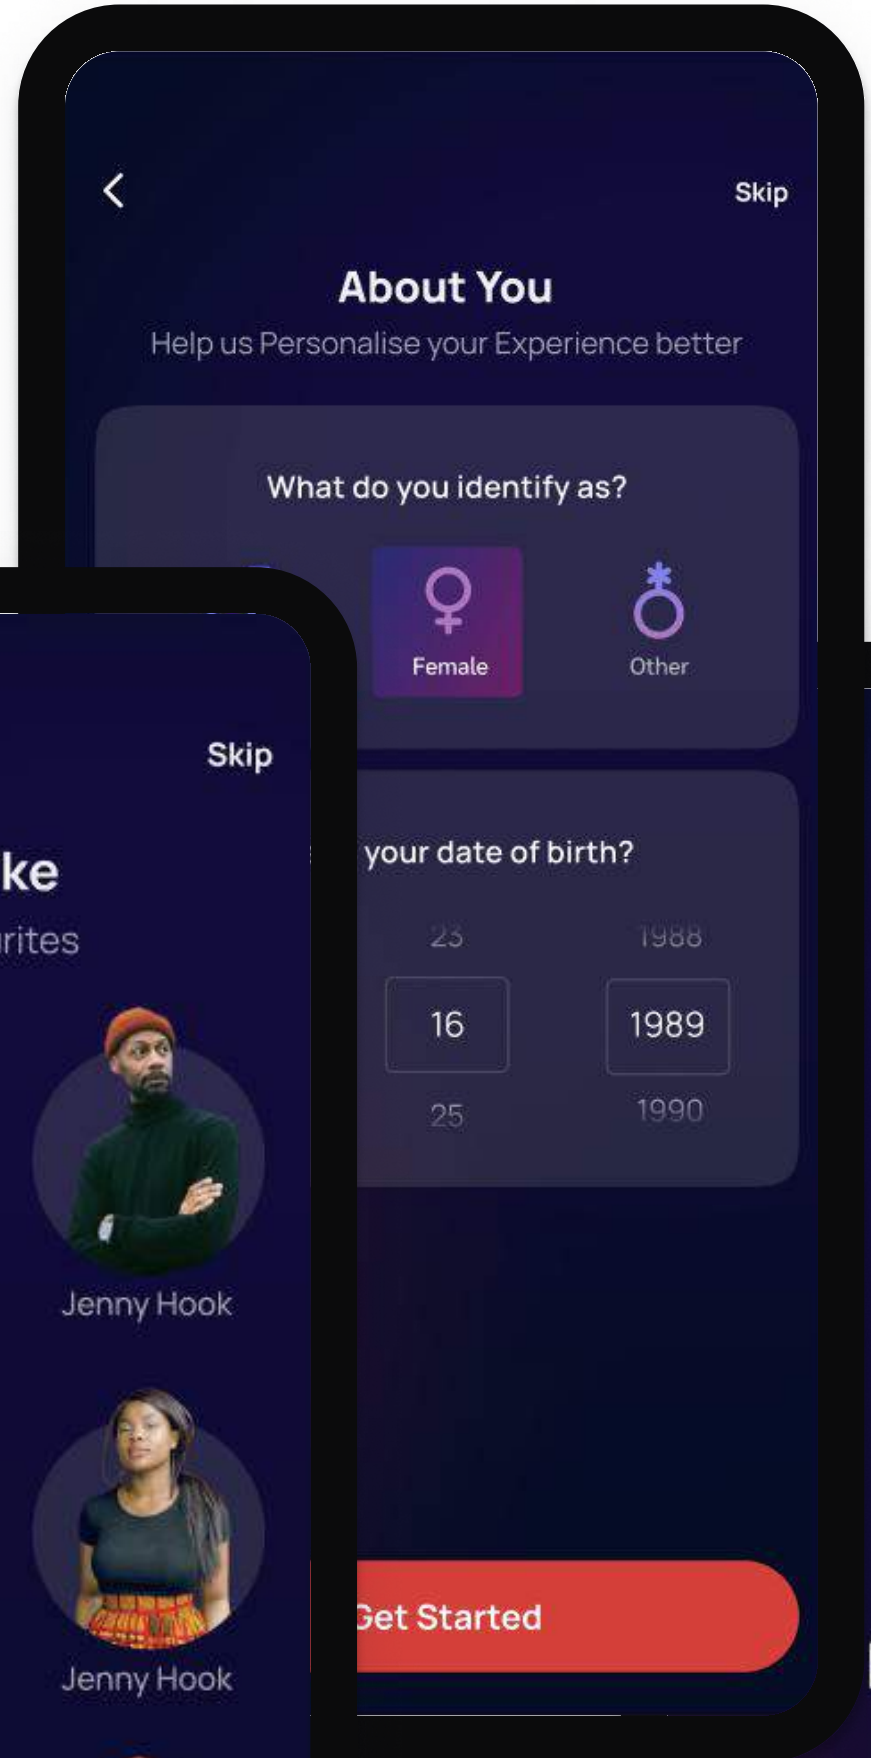 Skip
About You
Help us Personalise your Experience better
What do you identify as?
Female
Other
your date of birth?
23
1988
16
1989
25
1990
Get Started
Skip
ke
rites
Jenny Hook
Jenny Hook